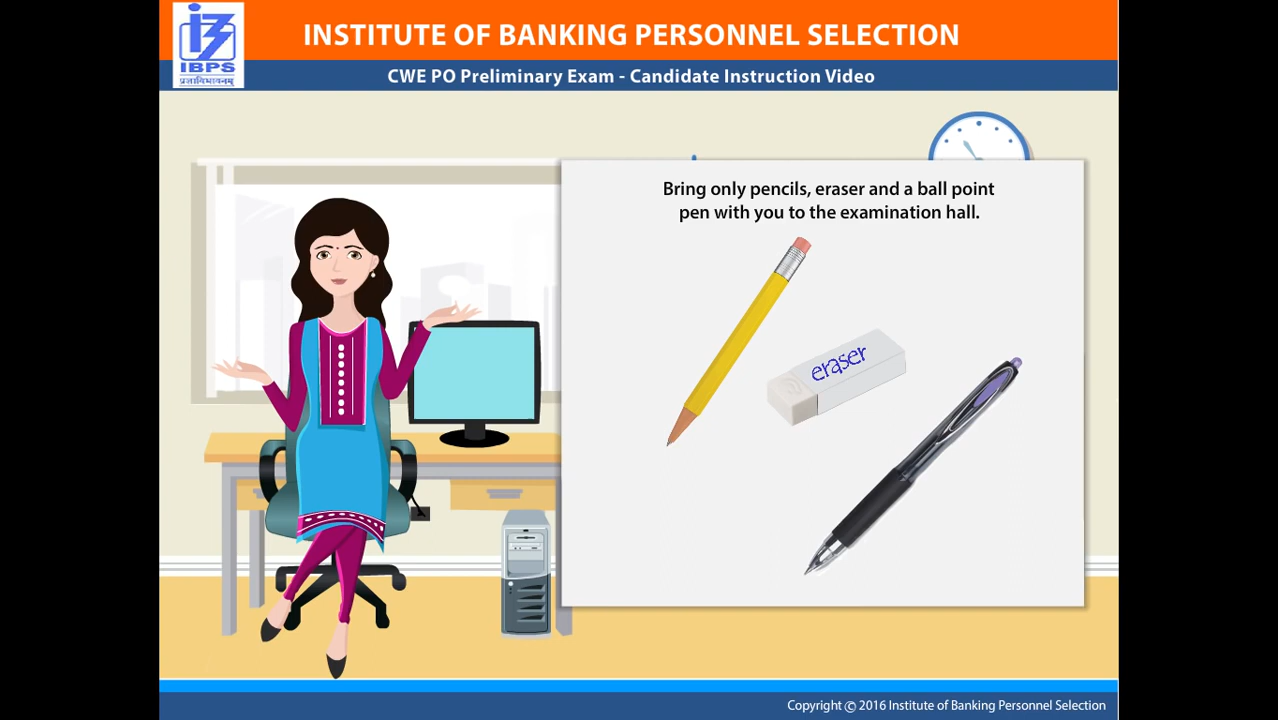 INSTITUTE OF BANKING PERSONNEL SELECTION
IBPS
CWE PO Preliminary Exam - Candidate Instruction Video
Bring only pencils, eraser and a ball point
pen with you to the examination hall.
eraser
Copyright © 2016 Institute of Banking Personnel Selection